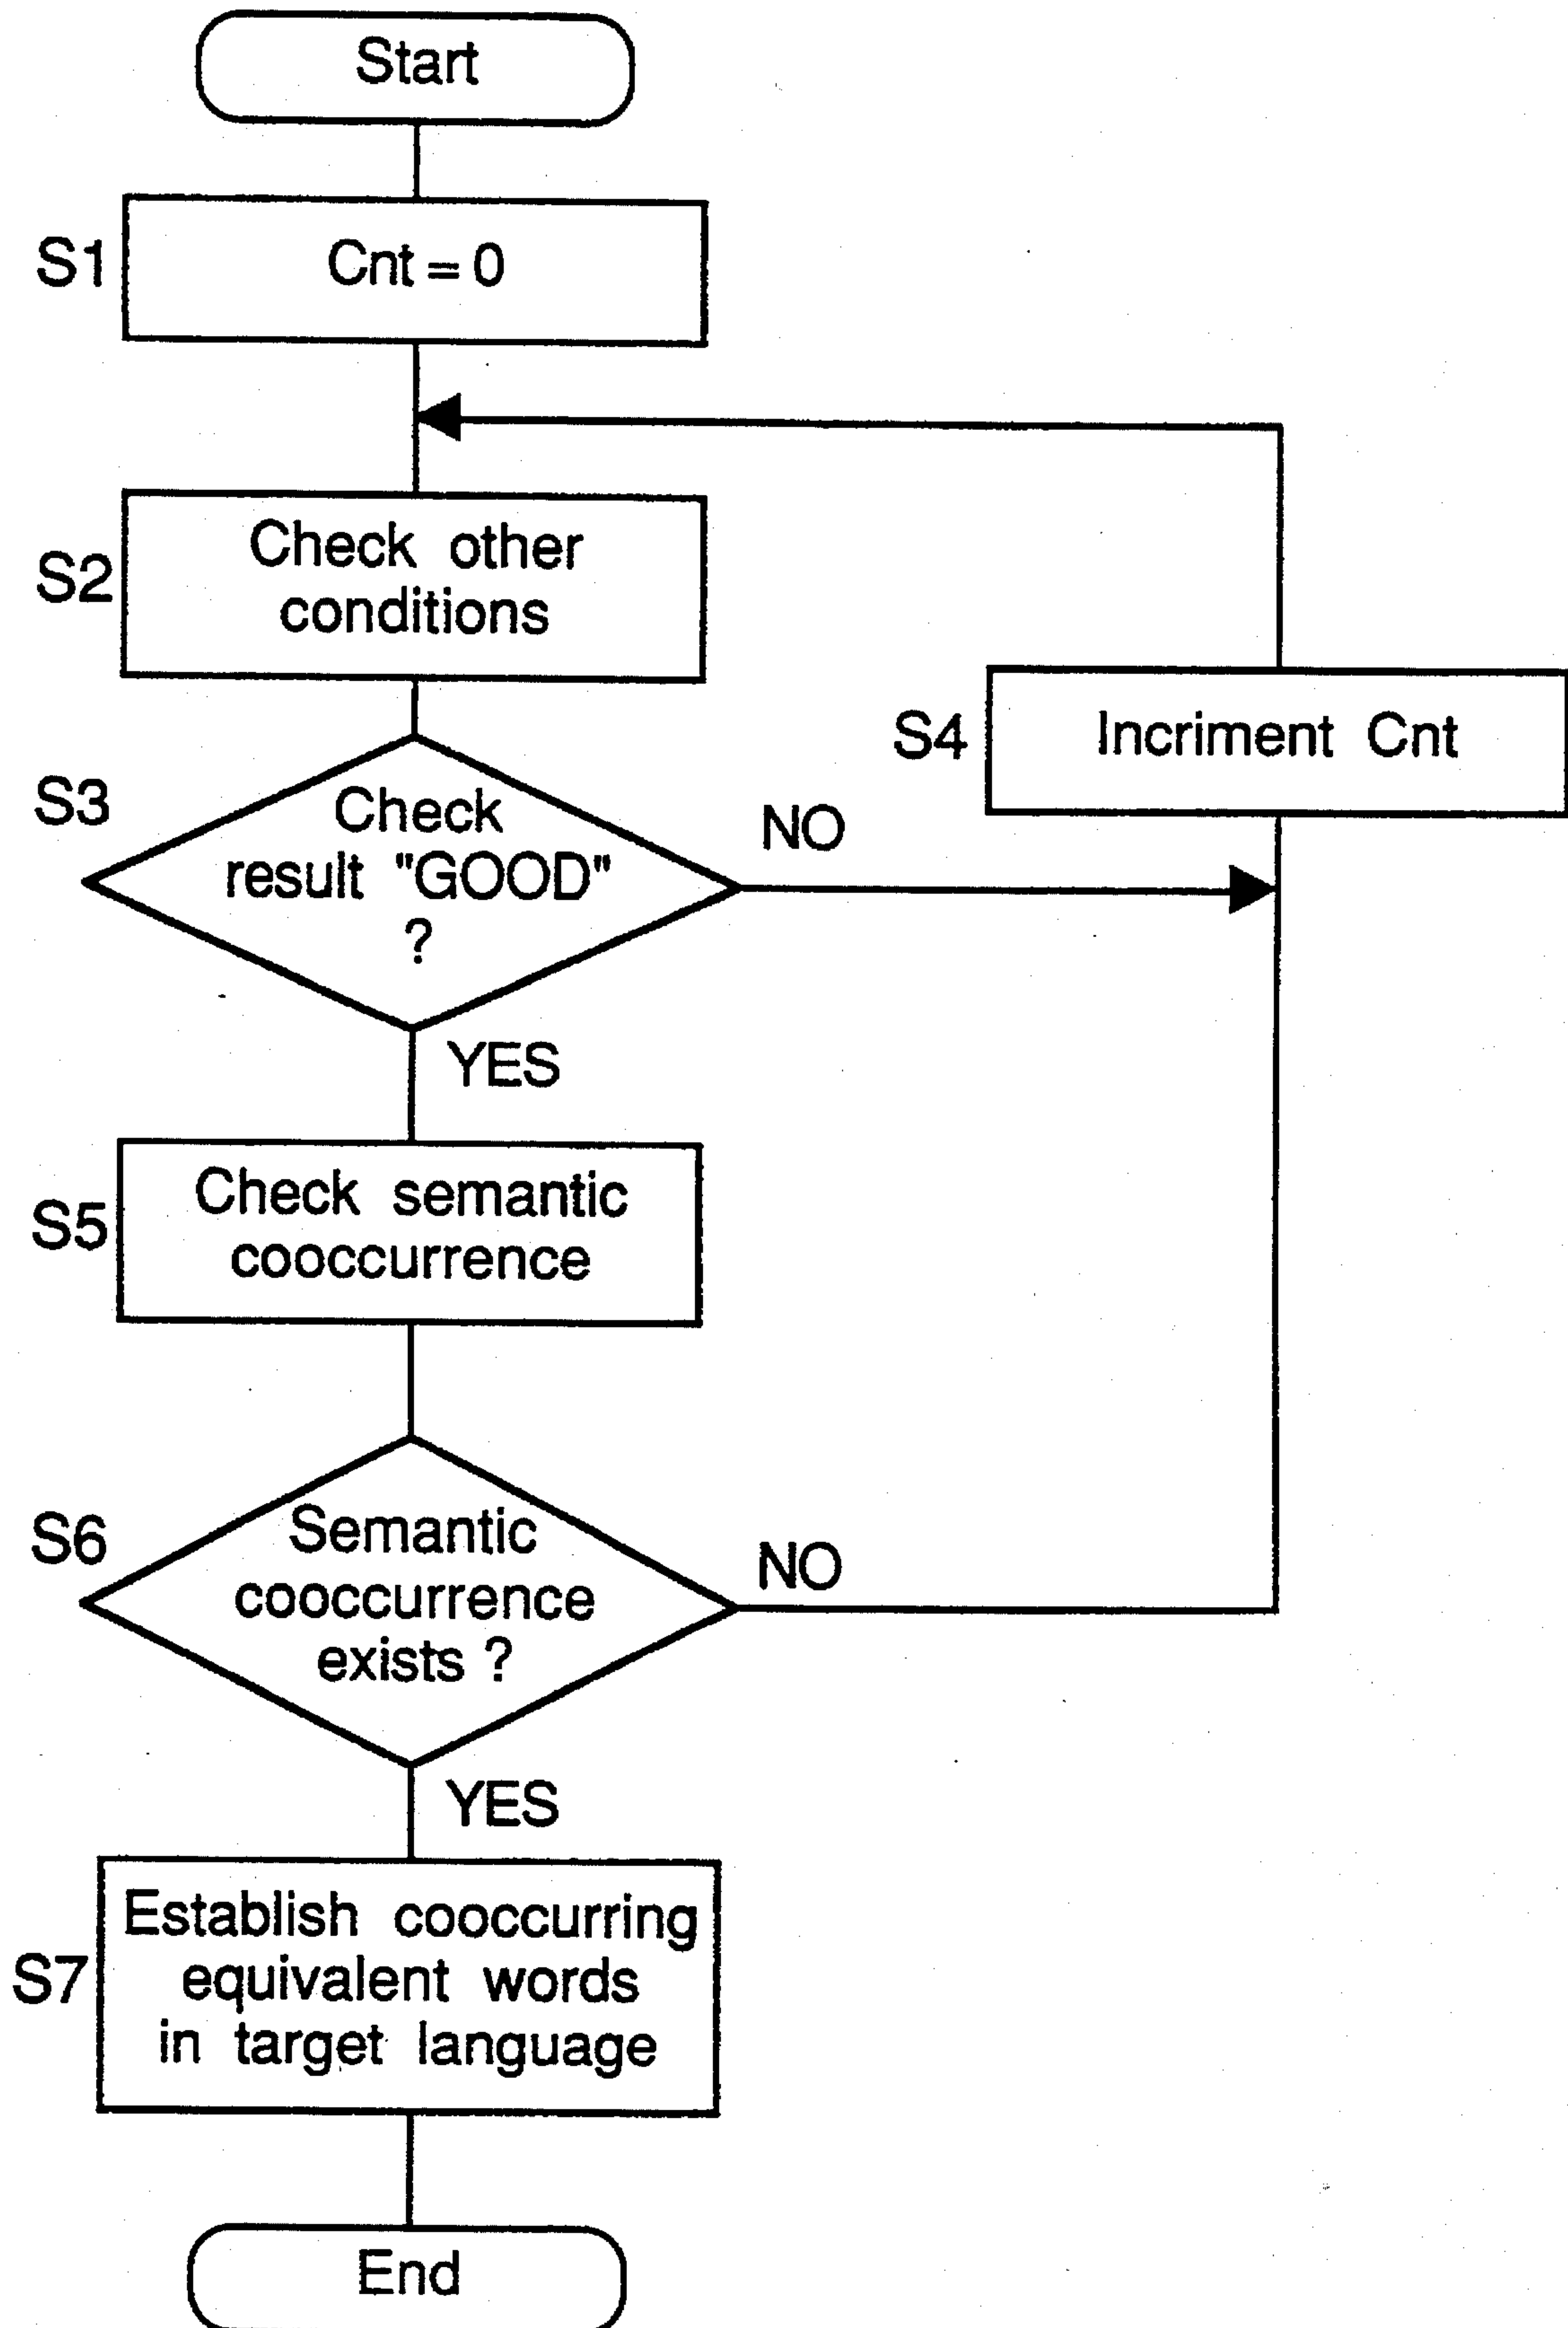 Start
S1
Cnt = 0
S2
Check other
conditions
S3
Check
result "GOOD"
?
NO
S4
Incriment Cnt
YES
S5
Check semantic
cooccurrence
S6
Semantic
cooccurrence
exists ?
NO
YES
S7
Establish cooccurring
equivalent words
in target language
End